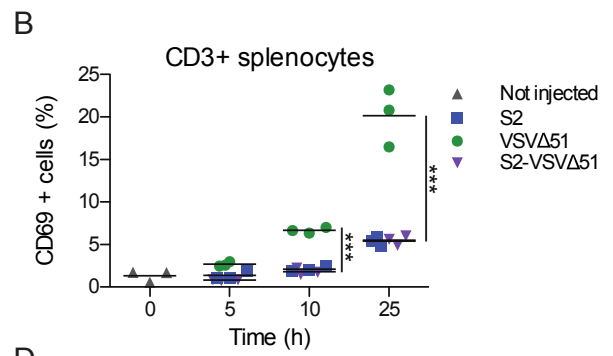 B
CD3+ splenocytes
CD69 + cells (%)
25
20
15
10
5
0
***
***
0 5 10 25
Time (h)
Not injected
S2
VSVΔ51
S2-VSVΔ51